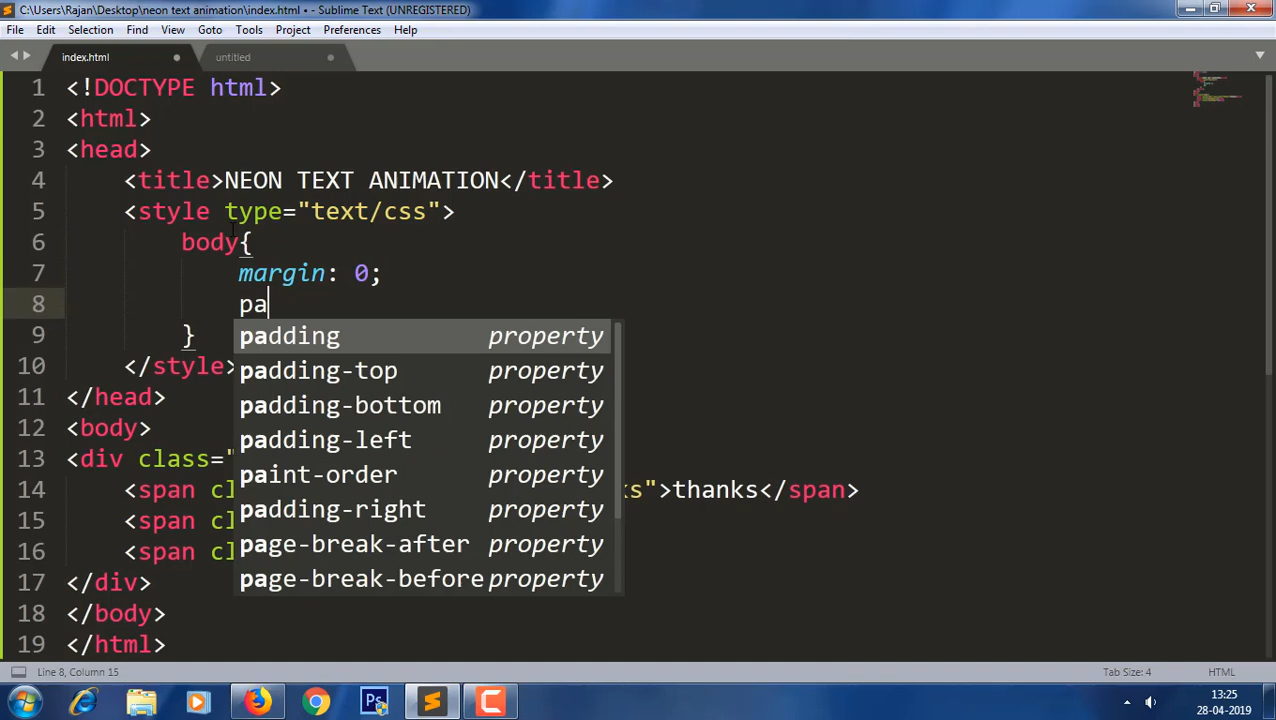 C:\Users\Rajan\Desktop\neon text animation\index.html • - Sublime Text (UNREGISTERED)
File Edit Selection Find View Goto Tools Project Preferences Help
index.html untitled
1 <!DOCTYPE html>
2 <html>
3 <head>
4 <title>NEON TEXT ANIMATION</title>
5 <style type="text/css">
6 body{
7 margin: 0;
8 pa
9 }
padding property
10 </style>
padding-top property
11 </head>
padding-bottom property
12 <body>
padding-left property
13 <div class="
paint-order property
14 <span cl ks">thanks</span>
padding-right property
15 <span cl
page-break-after property
16 <span cl
page-break-before property
17 </div>
18 </body>
19 </html>
Line 8, Column 15 Tab Size: 4 HTML
Ps
13:25
28-04-2019